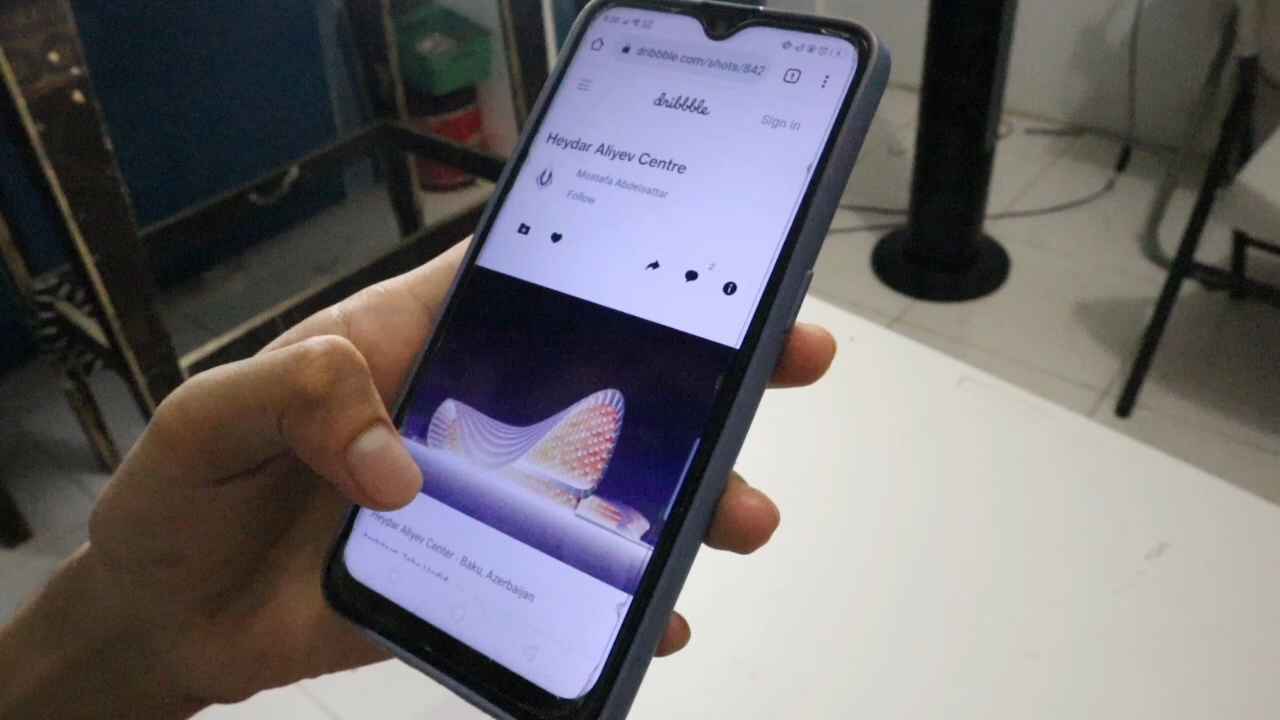 dribbble.com/shots/842
dribbble
Sign in
Heydar Aliyev Centre
Mostafa Abdelsattar
Follow
2
Heydar Aliyev Center - Baku, Azerbaijan